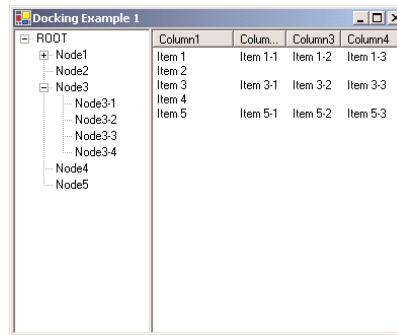 Docking Example 1
ROOT
Node1
Node2
Node3
Node3-1
Node3-2
Node3-3
Node3-4
Node4
Node5
Column1 Colum... Column3 Column4
Item 1 Item 1-1 Item 1-2 Item 1-3
Item 2
Item 3 Item 3-1 Item 3-2 Item 3-3
Item 4
Item 5 Item 5-1 Item 5-2 Item 5-3